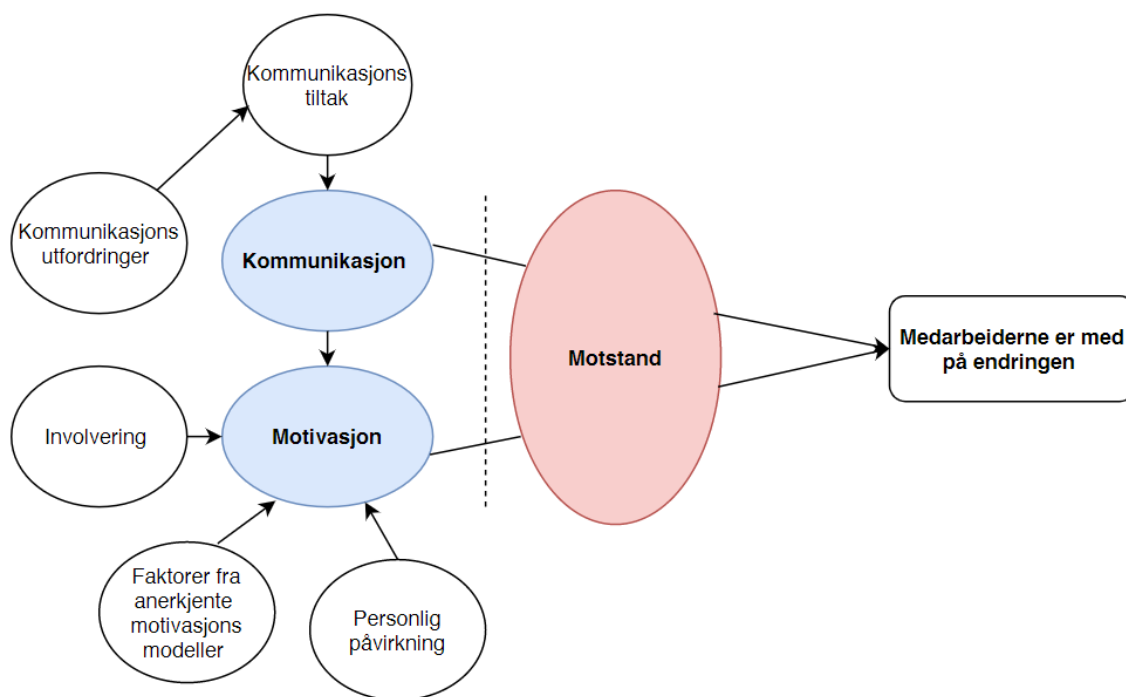 Kommunikasjons
tiltak
Kommunikasjons
utfordringer
Kommunikasjon
Motstand
Medarbeiderne er med
på endringen
Involvering
Motivasjon
Faktorer fra
anerkjente
motivasjons
modeller
Personlig
påvirkning